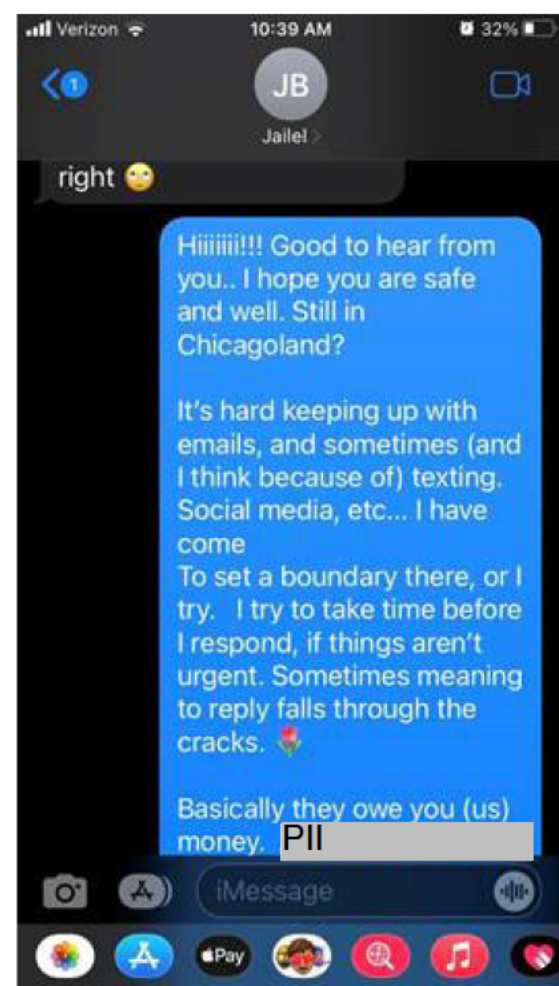 Verizon
10:39 AM
32%
1
JB
Jailel >
right 🙄
Hiiiiiii!!! Good to hear from
you.. I hope you are safe
and well. Still in
Chicagoland?
It's hard keeping up with
emails, and sometimes (and
I think because of) texting.
Social media, etc... I have
come
To set a boundary there, or I
try. I try to take time before
I respond, if things aren't
urgent. Sometimes meaning
to reply falls through the
cracks. 🌷
Basically they owe you (us)
money. PII
iMessage
Pay